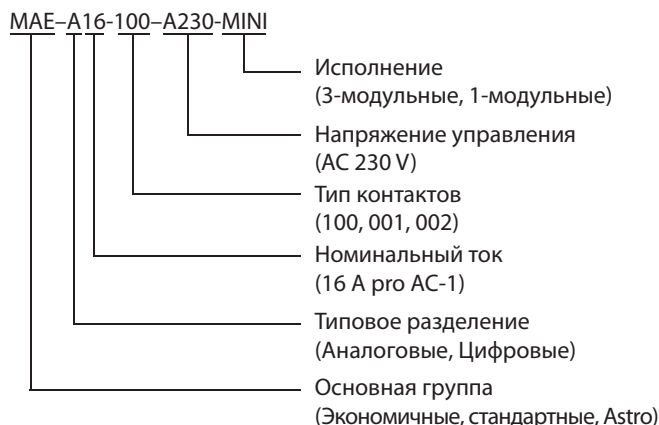 MAE–A16-100–A230-MINI
Исполнение
(3-модульные, 1-модульные)
Напряжение управления
(AC 230 V)
Тип контактов
(100, 001, 002)
Номинальный ток
(16 A pro AC-1)
Типовое разделение
(Аналоговые, Цифровые)
Основная группа
(Экономичные, стандартные, Astro)